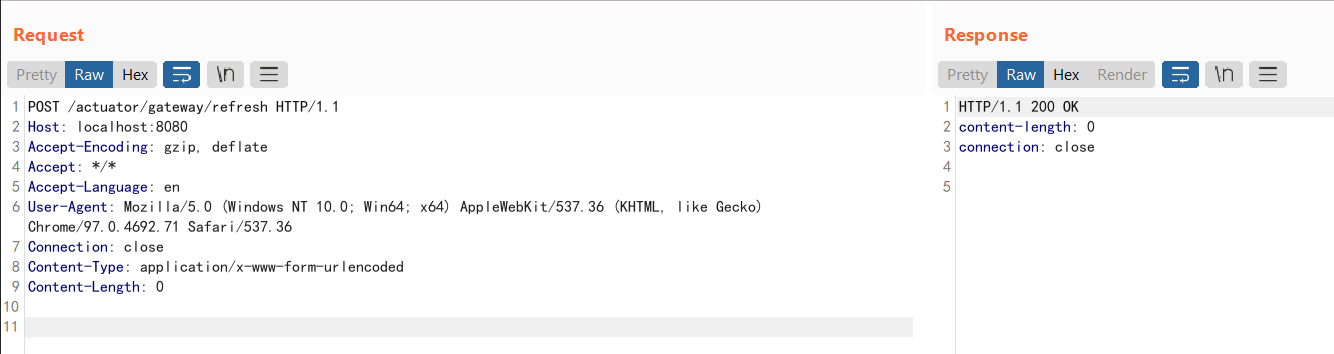 Request
Pretty Raw Hex \n
1 POST /actuator/gateway/refresh HTTP/1.1
2 Host: localhost:8080
3 Accept-Encoding: gzip, deflate
4 Accept: */*
5 Accept-Language: en
6 User-Agent: Mozilla/5.0 (Windows NT 10.0; Win64; x64) AppleWebKit/537.36 (KHTML, like Gecko)
Chrome/97.0.4692.71 Safari/537.36
7 Connection: close
8 Content-Type: application/x-www-form-urlencoded
9 Content-Length: 0
10
11
Response
Pretty Raw Hex Render \n
1 HTTP/1.1 200 OK
2 content-length: 0
3 connection: close
4
5